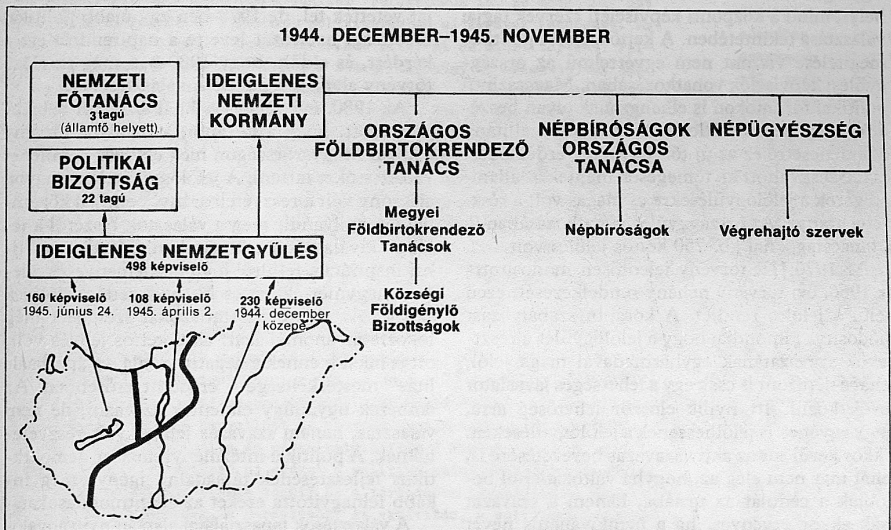 1944. DECEMBER–1945. NOVEMBER
NEMZETI
FŐTANÁCS
3 tagú
(államfő helyett)
POLITIKAI
BIZOTTSÁG
22 tagú
IDEIGLENES
NEMZETI
KORMÁNY
ORSZÁGOS
FÖLDBIRTOKRENDEZŐ
TANÁCS
Megyei
Földbirtokrendező
Tanácsok
Községi
Földigénylő
Bizottságok
NÉPBÍRÓSÁGOK
ORSZÁGOS
TANÁCSA
Népbíróságok
NÉPÜGYÉSZSÉG
Végrehajtó szervek
IDEIGLENES NEMZETGYŰLÉS
498 képviselő
160 képviselő
1945. június 24.
108 képviselő
1945. április 2.
230 képviselő
1944. december
közepe